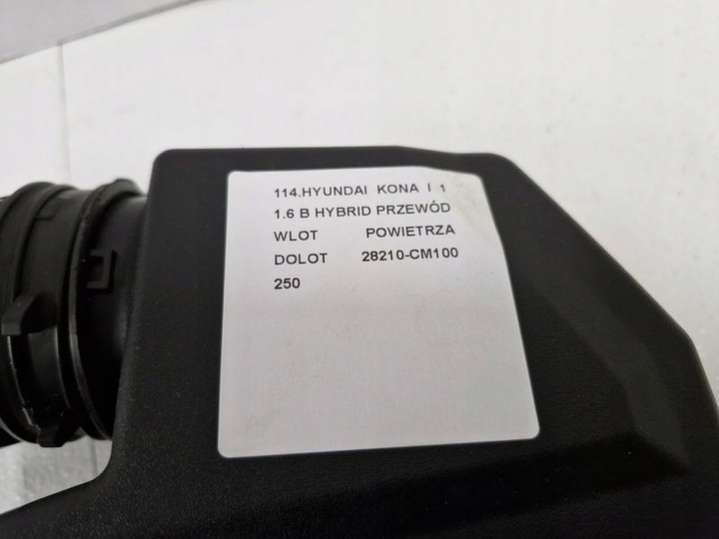 114.HYUNDAI KONA I 1
1.6 B HYBRID PRZEWÓD
WLOT POWIETRZA
DOLOT 28210-CM100
250